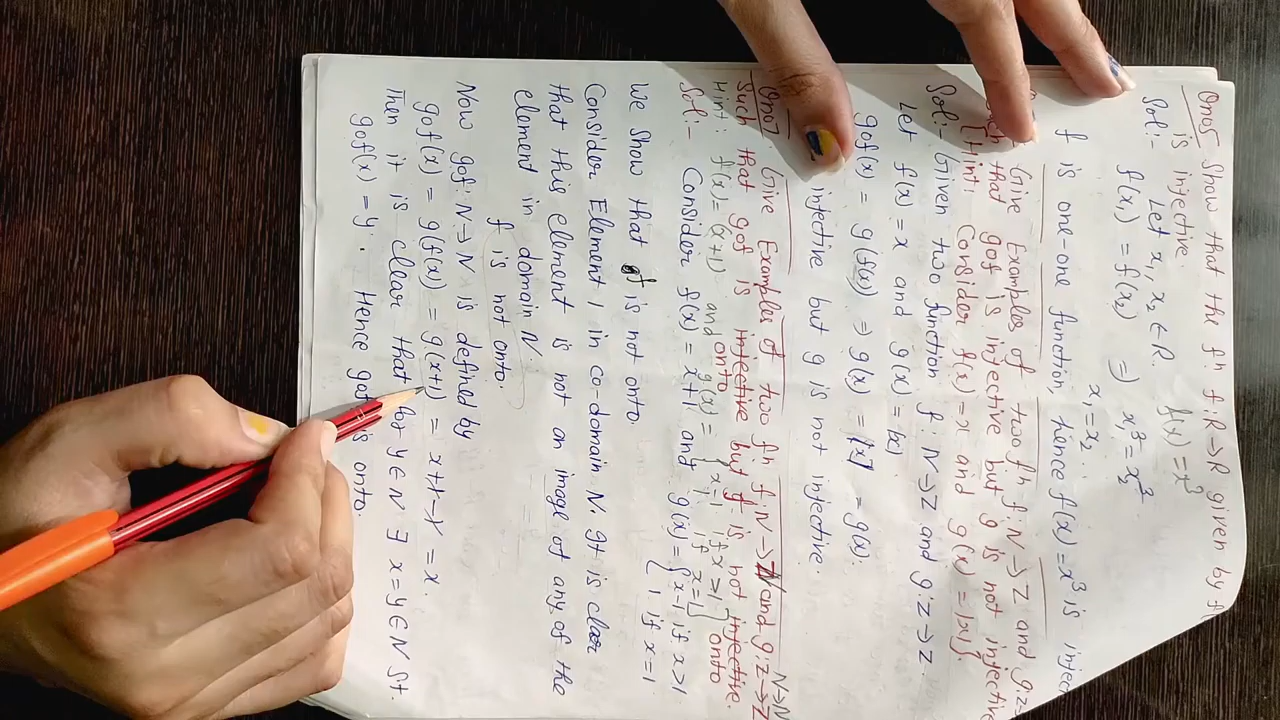 Qno5 Show that the fn f:R→R given by f(
is injective.
Sol:- Let x1, x2 ∈ R. f(x) = x³
f(x1) = f(x2) ⇒ x1³ = x2³
x1 = x2.
f is one-one function, hence f(x) = x³ is injec
Give Examples of two fn f:N→Z and g:z
such that gof is injective but g is not injective
{Hint: Consider f(x) = x and g(x) = |x|}.
Sol:- Given two function f: N→Z and g:Z→Z
Let f(x) = x and g(x) = |x|
gof(x) = g(f(x)) ⇒ g(x) = |x| = g(x).
injective but g is not injective.
N→N
Qno7 Give Examples of two fn f:N→N and g:Z→Z
such that gof is injective but f is not injective.
onto onto
Hint: f(x) = (x+1) and g(x) = { x-1 if x>1
1 if x=1 }
Sol:- Consider f(x) = x+1 and g(x) = { x-1 if x>1
1 if x=1
We show that f is not onto.
Consider Element 1 in co-domain N. It is clear
that this element is not an image of any of the
element in domain N.
f is not onto.
Now gof: N→N is defined by
gof(x) = g(f(x)) = g(x+1) = x+1-1 = x.
Then it is clear that for y ∈ N ∃ x=y ∈ N St.
gof(x) = y. Hence gof is onto.